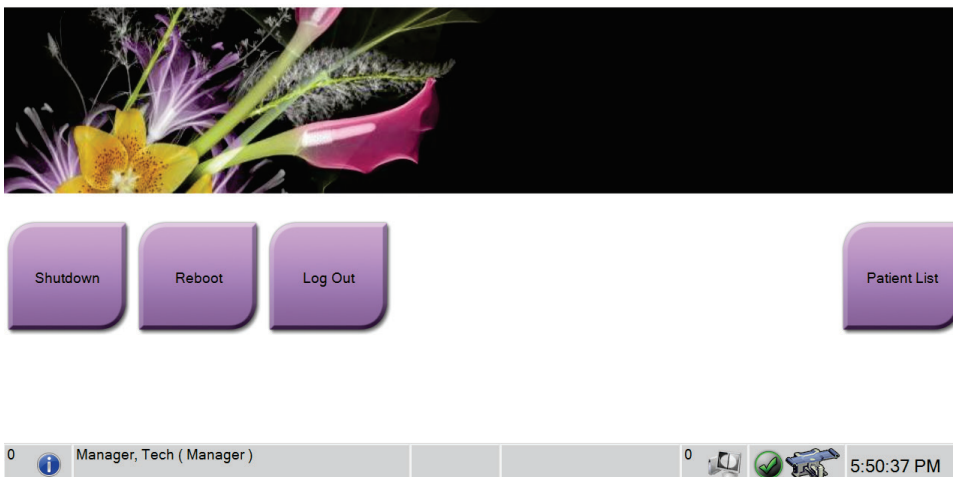 Shutdown
Reboot
Log Out
Patient List
0
Manager, Tech ( Manager )
0
5:50:37 PM